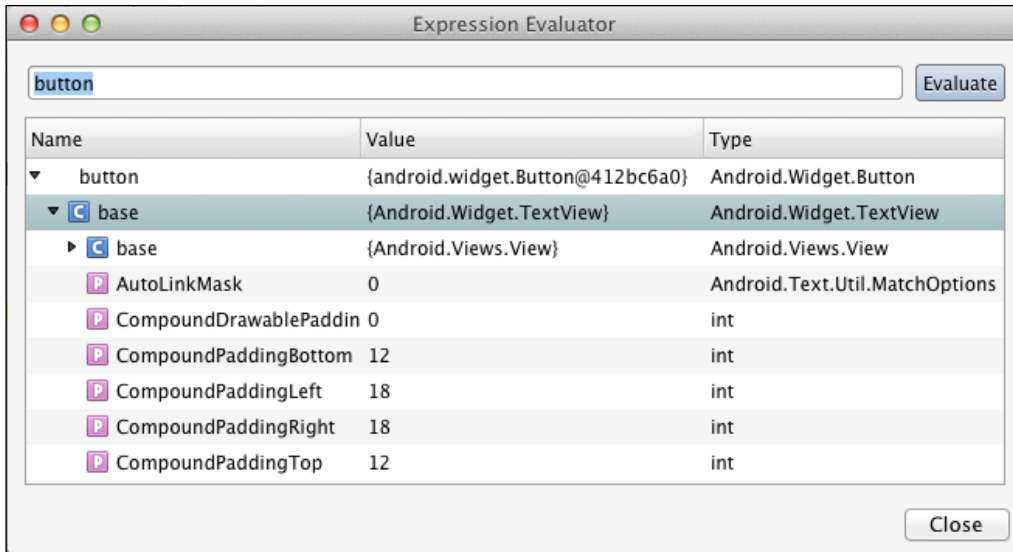 Expression Evaluator
button Evaluate
Name Value Type
button {android.widget.Button@412bc6a0} Android.Widget.Button
C base {Android.Widget.TextView} Android.Widget.TextView
C base {Android.Views.View} Android.Views.View
P AutoLinkMask 0 Android.Text.Util.MatchOptions
P CompoundDrawablePaddin 0 int
P CompoundPaddingBottom 12 int
P CompoundPaddingLeft 18 int
P CompoundPaddingRight 18 int
P CompoundPaddingTop 12 int
Close